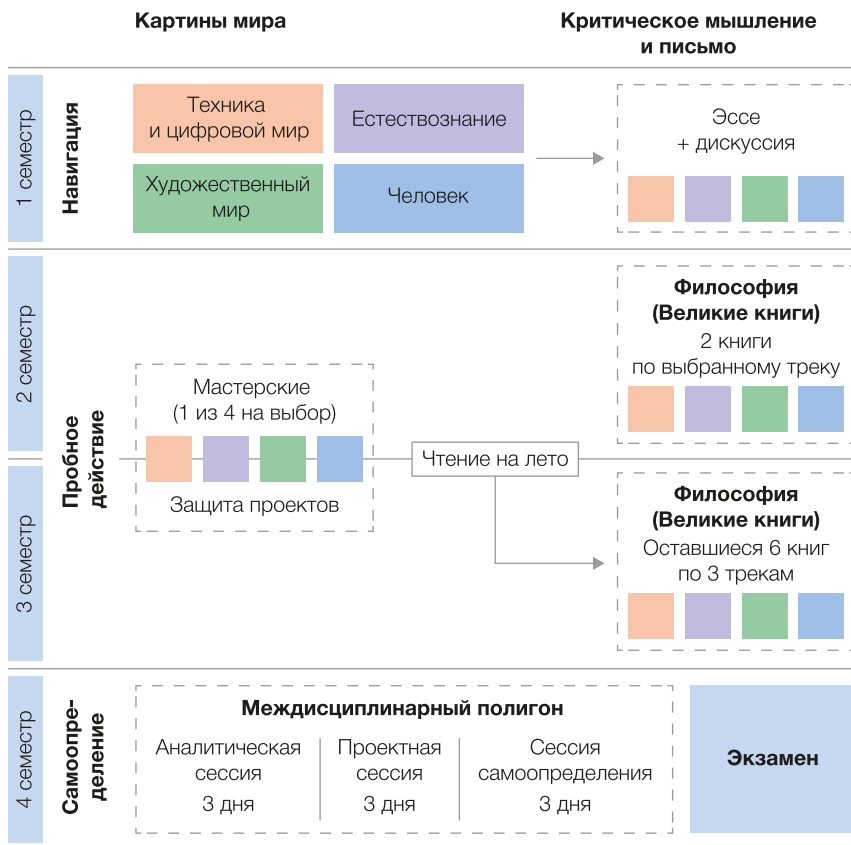 Картины мира
Критическое мышление
и письмо
1 семестр
Навигация
Техника
и цифровой мир
Естествознание
Художественный
мир
Человек
Эссе
+ дискуссия
2 семестр
3 семестр
Пробное
действие
Мастерские
(1 из 4 на выбор)
Защита проектов
Чтение на лето
Философия
(Великие книги)
2 книги
по выбранному треку
Философия
(Великие книги)
Оставшиеся 6 книг
по 3 трекам
4 семестр
Самоопре-
деление
Междисциплинарный полигон
Аналитическая
сессия
3 дня
Проектная
сессия
3 дня
Сессия
самоопределения
3 дня
Экзамен